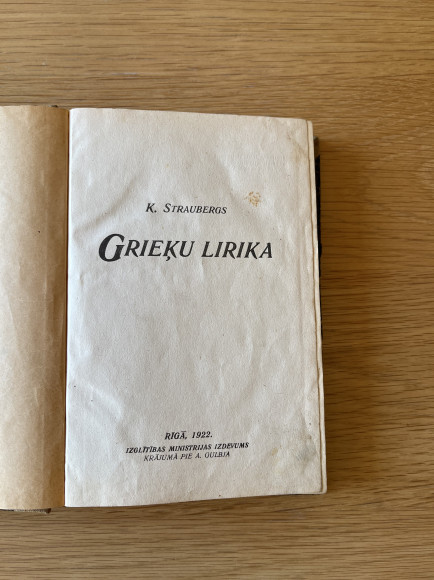 K. STRAUBERGS
GRIEĶU LIRIKA
RĪGĀ, 1922.
IZGLĪTĪBAS MINISTRIJAS IZDEVUMS
KRĀJUMĀ PIE A. GULBJA